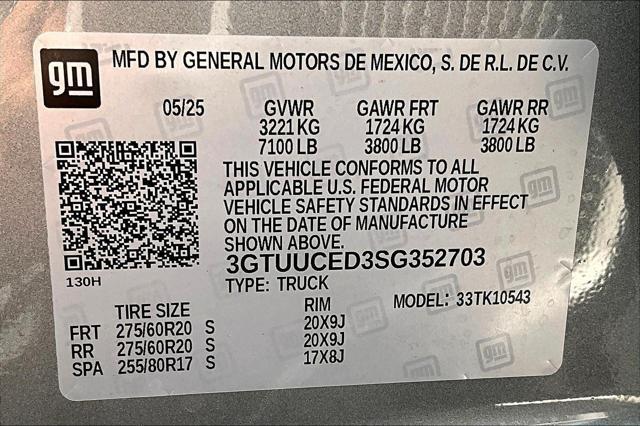 gm
MFD BY GENERAL MOTORS DE MEXICO, S. DE R.L. DE C.V.
05/25 GVWR GAWR FRT GAWR RR
3221 KG 1724 KG 1724 KG
7100 LB 3800 LB 3800 LB
THIS VEHICLE CONFORMS TO ALL
APPLICABLE U.S. FEDERAL MOTOR
VEHICLE SAFETY STANDARDS IN EFFECT
ON THE DATE OF MANUFACTURE
SHOWN ABOVE.
3GTUUCED3SG352703
130H
TYPE: TRUCK MODEL: 33TK10543
TIRE SIZE RIM
FRT 275/60R20 S 20X9J
RR 275/60R20 S 20X9J
SPA 255/80R17 S 17X8J